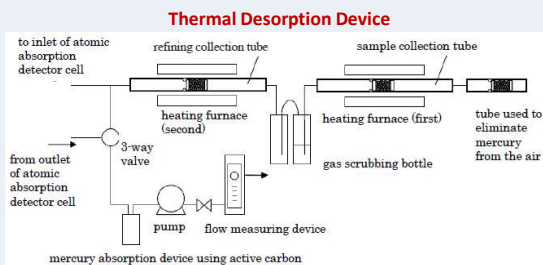 Thermal Desorption Device
to inlet of atomic
absorption
detector cell
refining collection tube
sample collection tube
heating furnace
(second)
heating furnace (first)
tube used to
eliminate
mercury
from the air
3-way
valve
gas scrubbing bottle
from outlet
of atomic
absorption
detector cell
pump
flow measuring device
mercury absorption device using active carbon